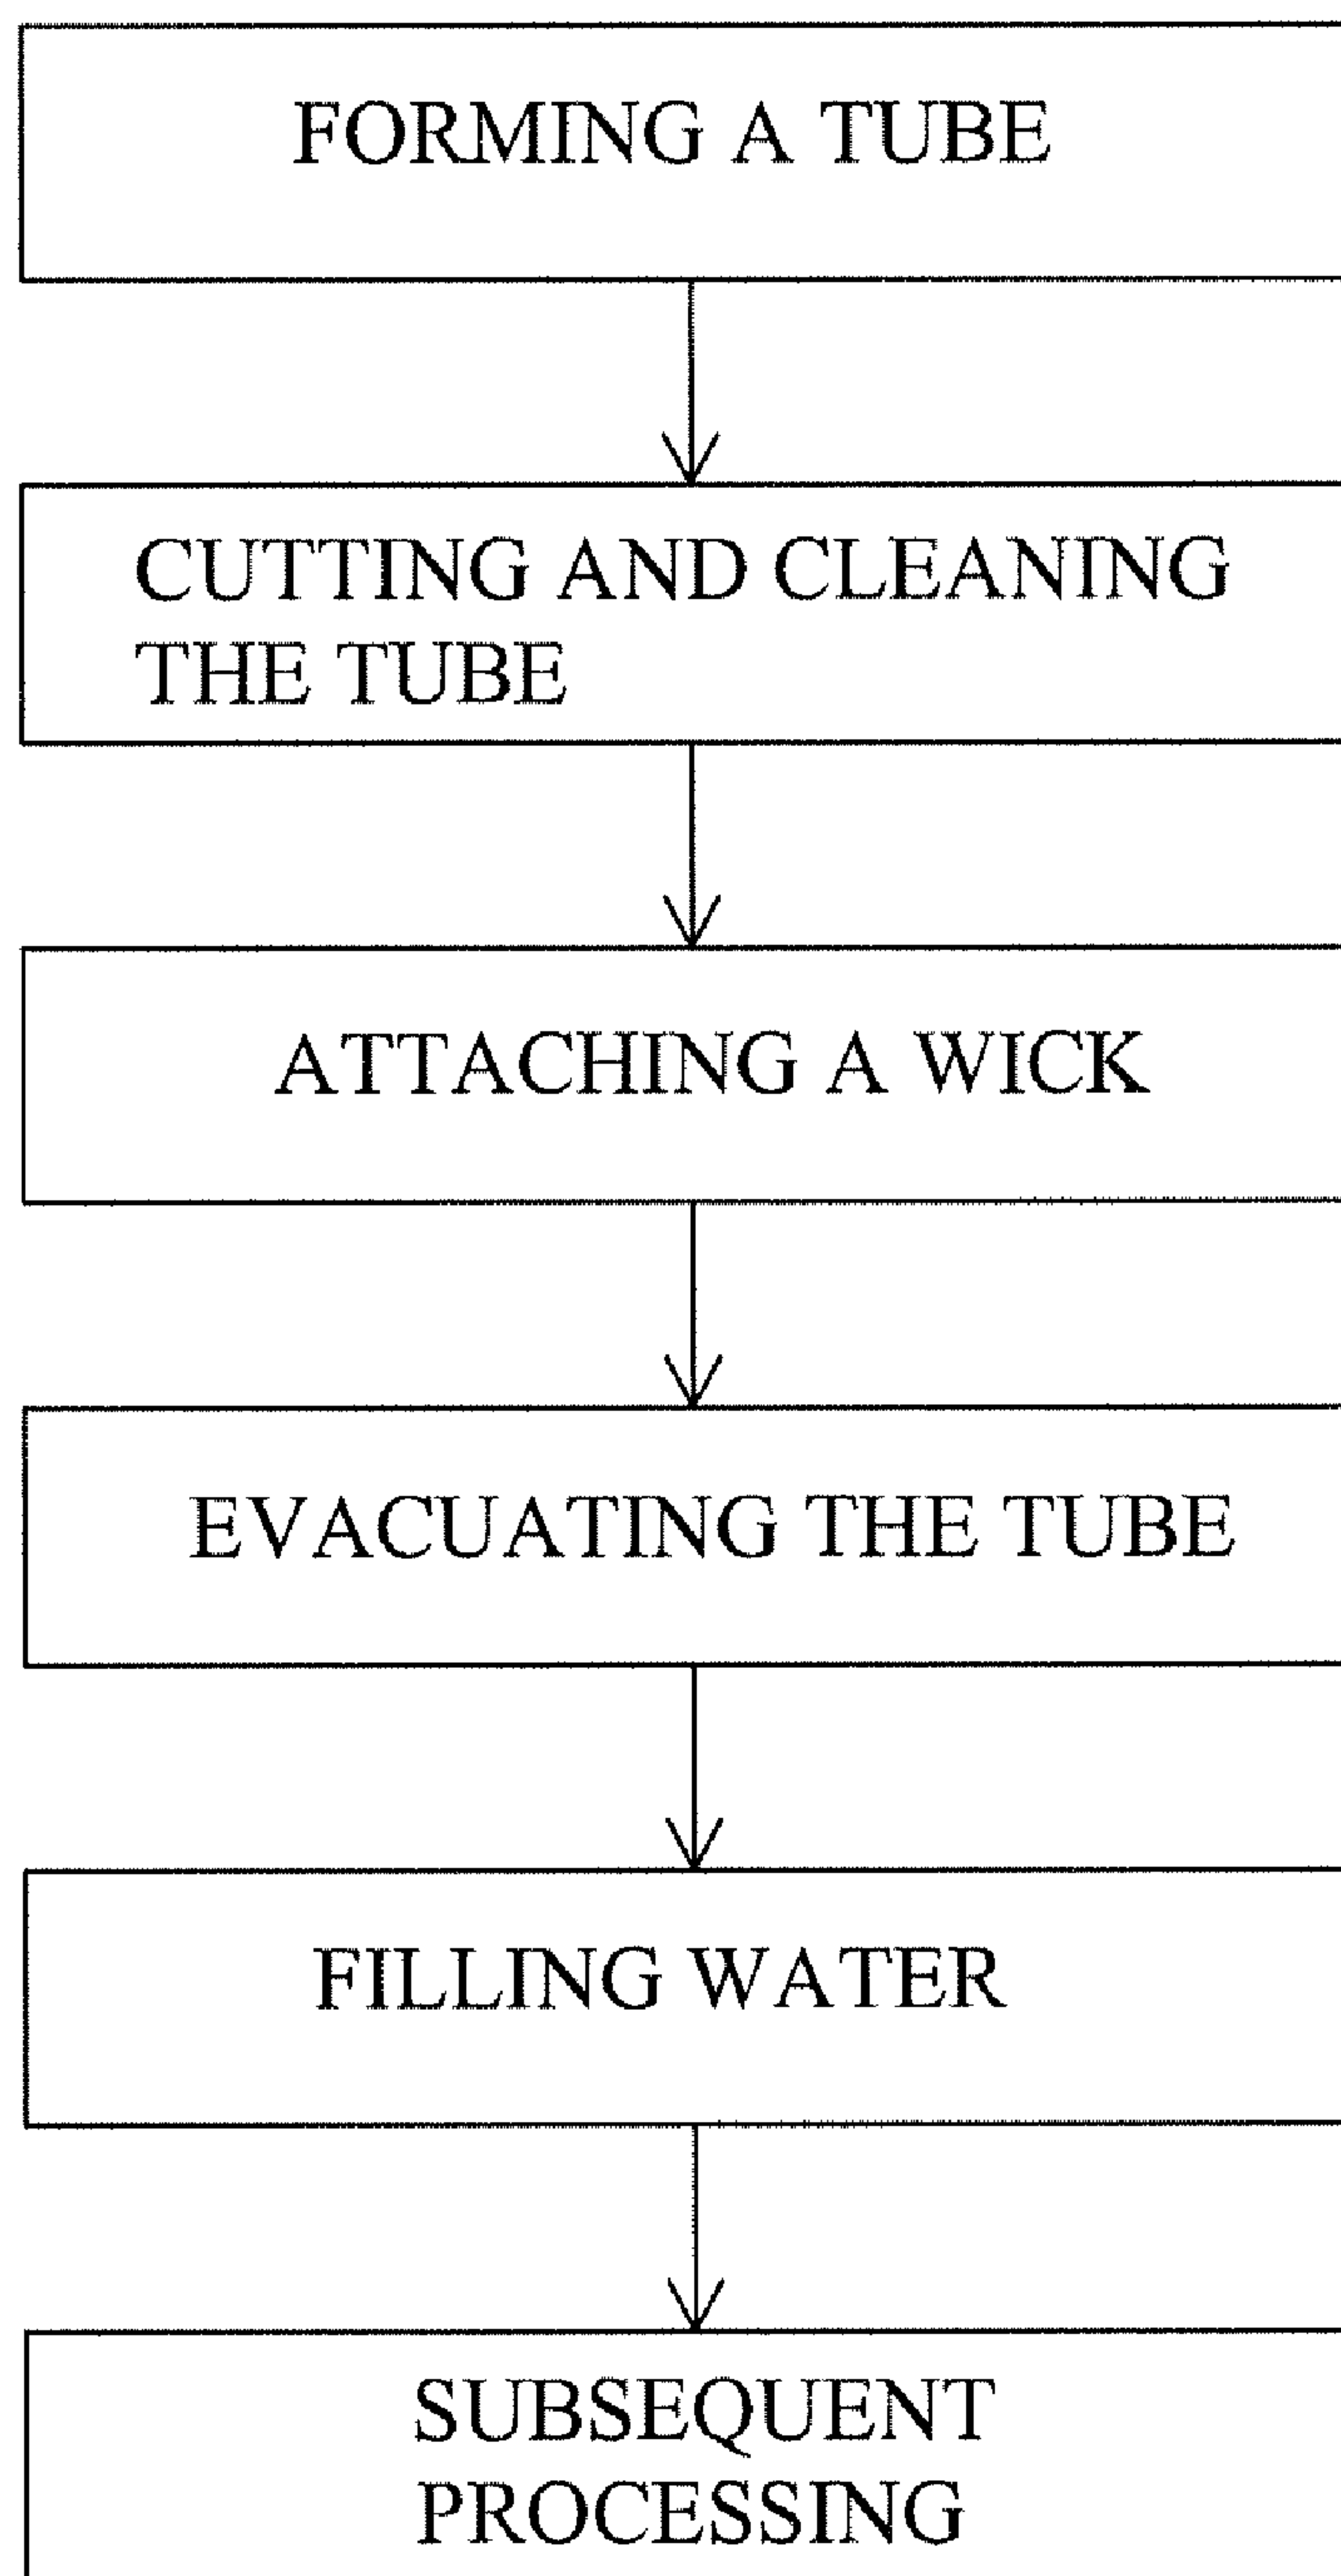 FORMING A TUBE
CUTTING AND CLEANING
THE TUBE
ATTACHING A WICK
EVACUATING THE TUBE
FILLING WATER
SUBSEQUENT
PROCESSING